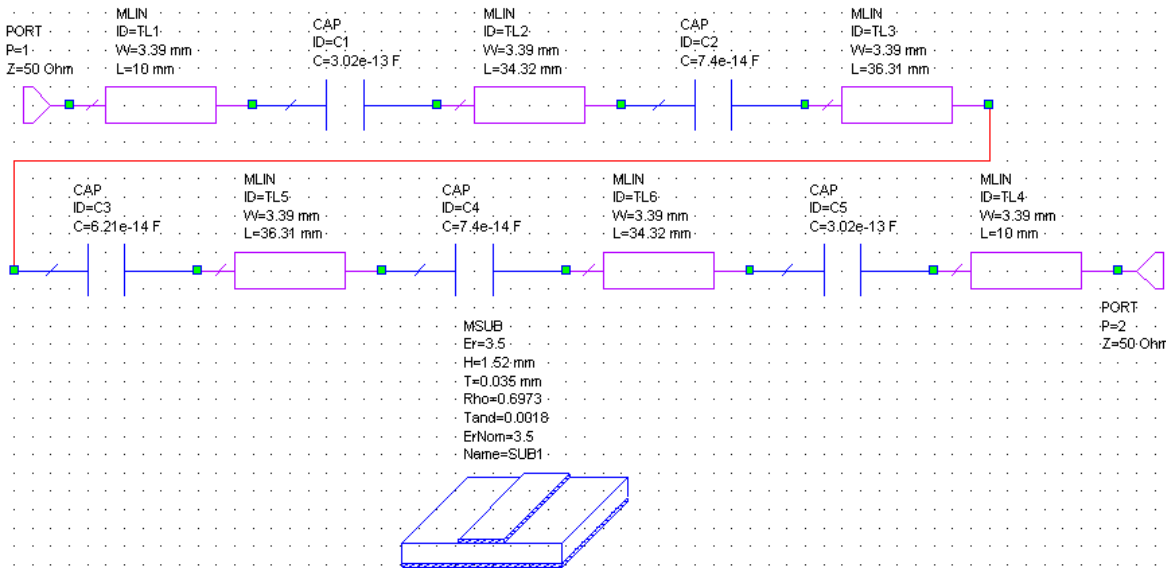 PORT
P=1
Z=50 Ohm
MLIN
ID=TL1
W=3.39 mm
L=10 mm
CAP
ID=C1
C=3.02e-13 F
MLIN
ID=TL2
W=3.39 mm
L=34.32 mm
CAP
ID=C2
C=7.4e-14 F
MLIN
ID=TL3
W=3.39 mm
L=36.31 mm
CAP
ID=C3
C=6.21e-14 F
MLIN
ID=TL5
W=3.39 mm
L=36.31 mm
CAP
ID=C4
C=7.4e-14 F
MLIN
ID=TL6
W=3.39 mm
L=34.32 mm
CAP
ID=C5
C=3.02e-13 F
MLIN
ID=TL4
W=3.39 mm
L=10 mm
PORT
P=2
Z=50 Ohm
MSUB
Er=3.5
H=1.52 mm
T=0.035 mm
Rho=0.6973
Tand=0.0018
ErNom=3.5
Name=SUB1